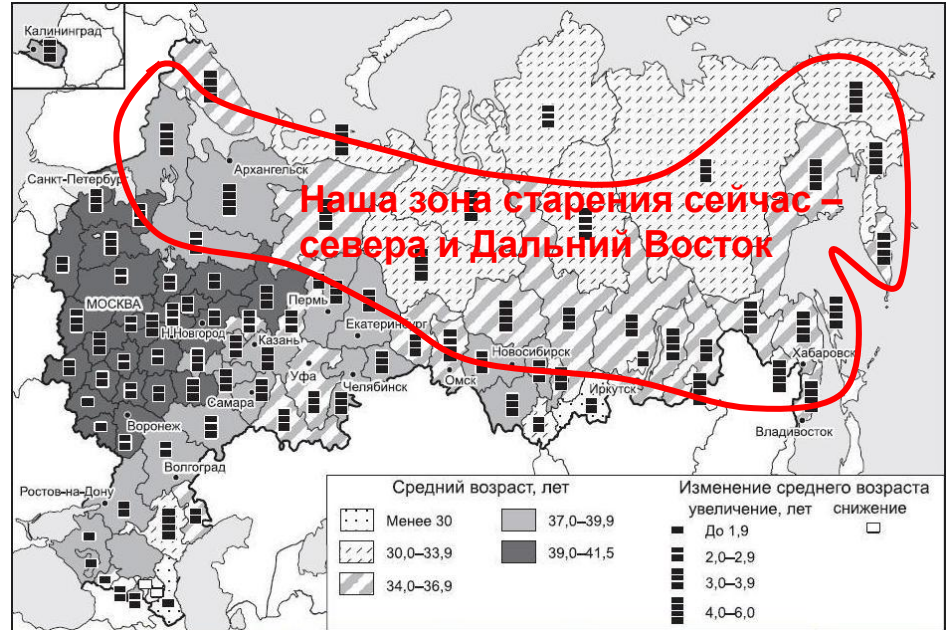 Калининград
Архангельск
Санкт-Петербург
Наша зона старения сейчас –
севера и Дальний Восток
МОСКВА
Пермь
Н.Новгород
Екатеринбург
Казань
Новосибирск
Хабаровск
Уфа
Омск
Иркутск
Челябинск
Самара
Воронеж
Владивосток
Волгоград
Ростов-на-Дону
Средний возраст, лет
Менее 30
30,0–33,9
34,0–36,9
37,0–39,9
39,0–41,5
Изменение среднего возраста
увеличение, лет
снижение
До 1,9
2,0–2,9
3,0–3,9
4,0–6,0